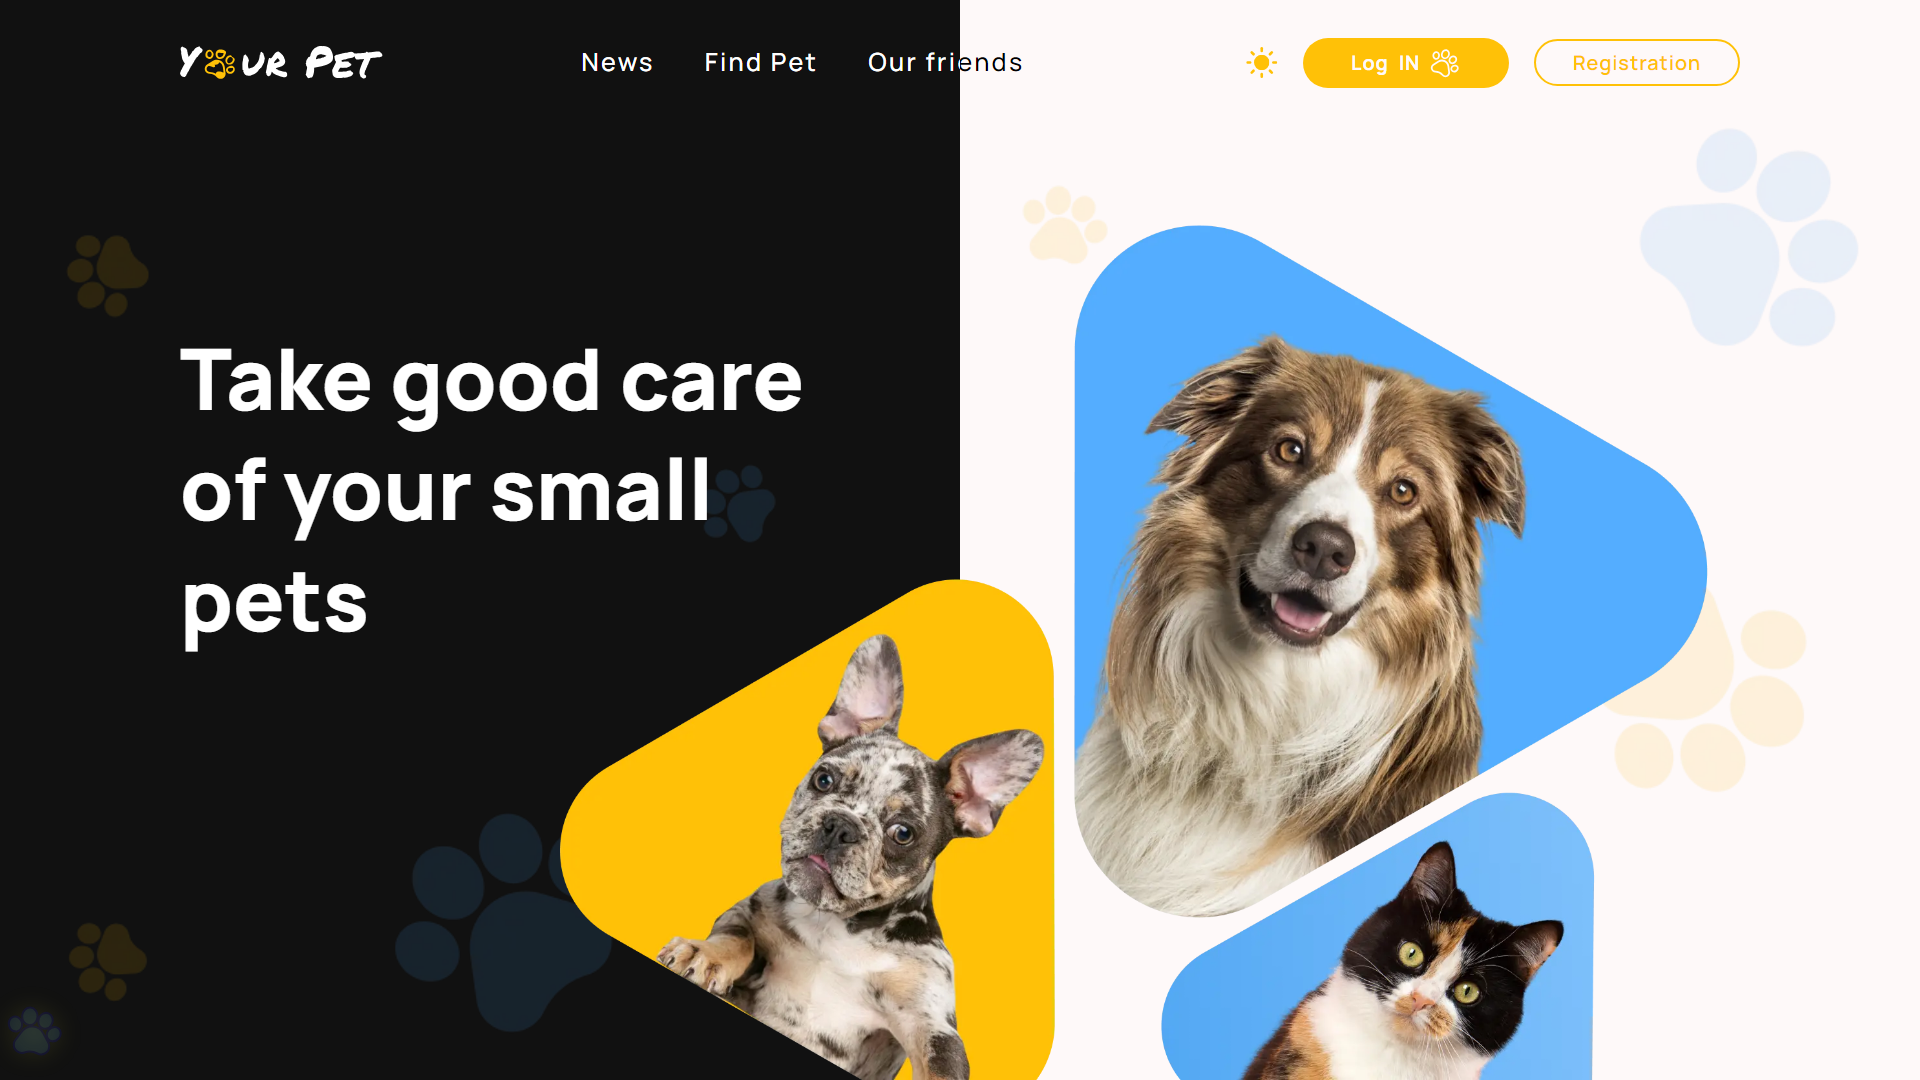 Your Pet
News
Find Pet
Our friends
Log IN
Registration
Take good care
of your small
pets